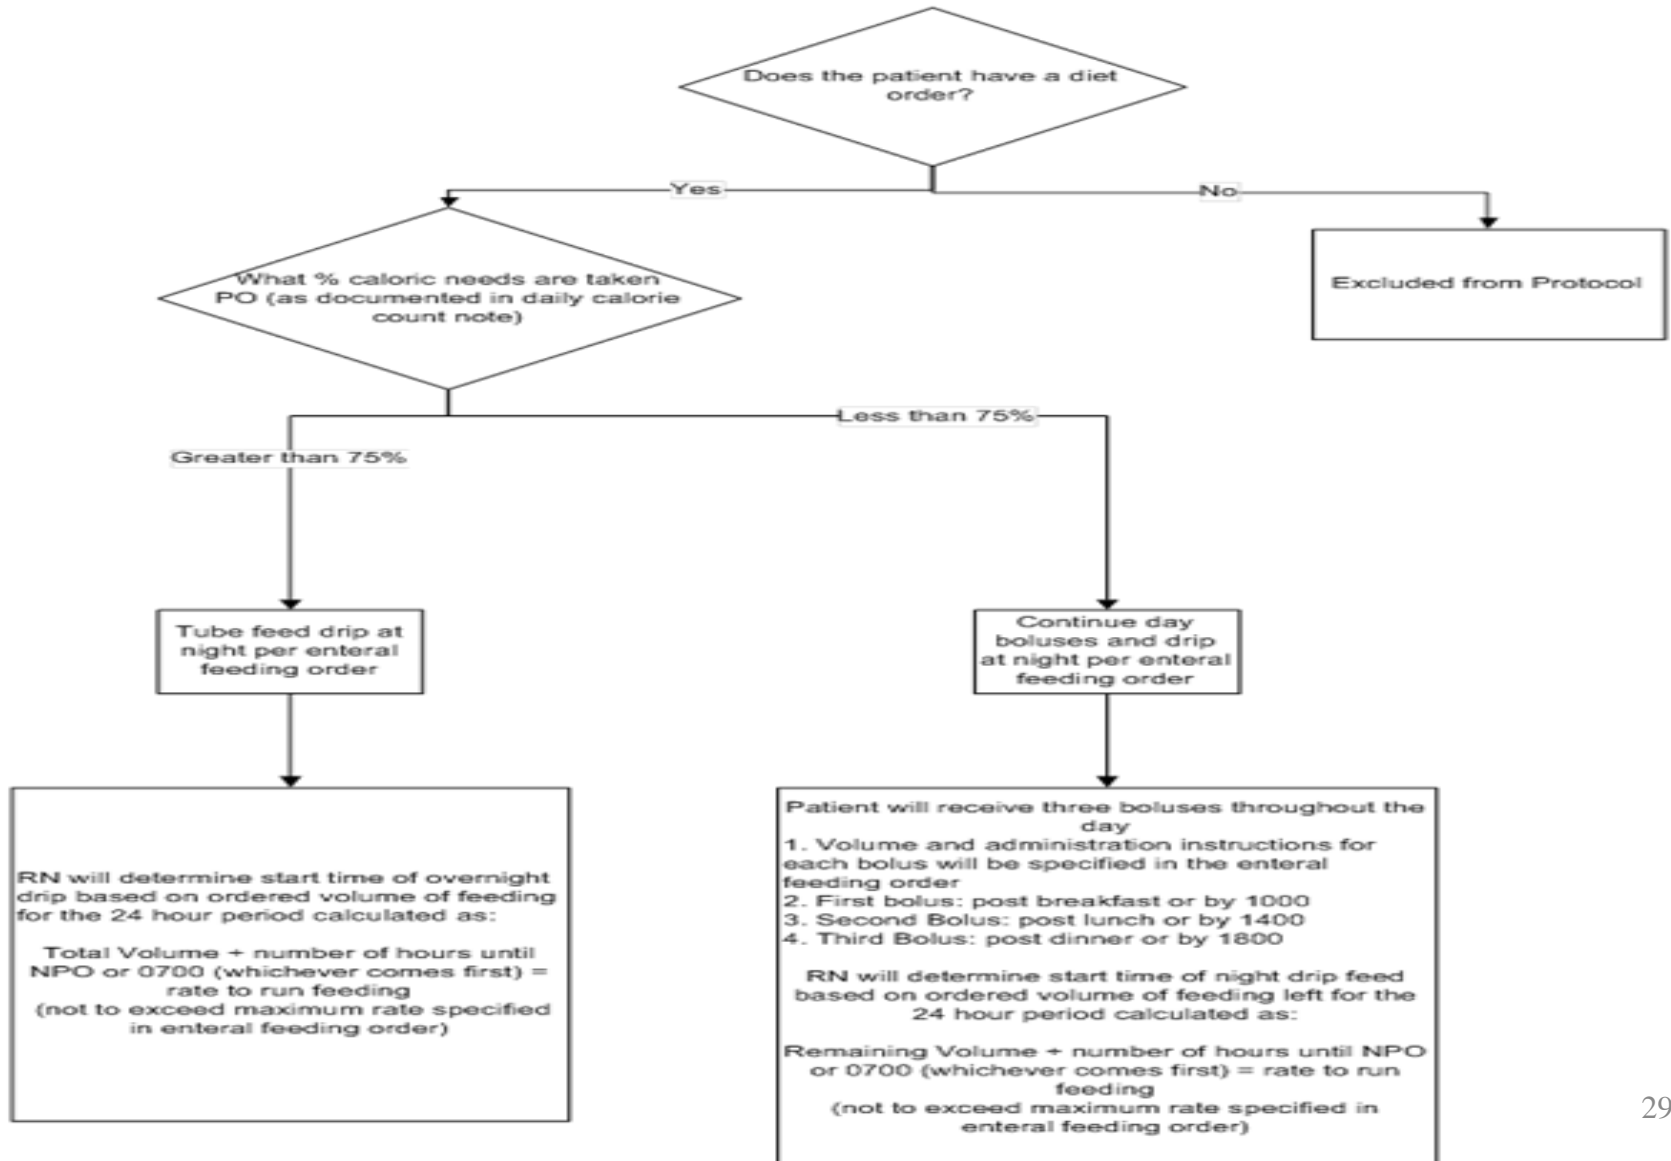 Does the patient have a diet
order?
Yes
No
What % caloric needs are taken
PO (as documented in daily calorie
count note)
Excluded from Protocol
Less than 75%
Greater than 75%
Tube feed drip at
night per enteral
feeding order
Continue day
boluses and drip
at night per enteral
feeding order
RN will determine start time of overnight
drip based on ordered volume of feeding
for the 24 hour period calculated as:
Total Volume + number of hours until
NPO or 0700 (whichever comes first) =
rate to run feeding
(not to exceed maximum rate specified
in enteral feeding order)
Patient will receive three boluses throughout the
day
1. Volume and administration instructions for
each bolus will be specified in the enteral
feeding order
2. First bolus: post breakfast or by 1000
3. Second Bolus: post lunch or by 1400
4. Third Bolus: post dinner or by 1800
RN will determine start time of night drip feed
based on ordered volume of feeding left for the
24 hour period calculated as:
Remaining Volume + number of hours until NPO
or 0700 (whichever comes first) = rate to run
feeding
(not to exceed maximum rate specified in
enteral feeding order)
29